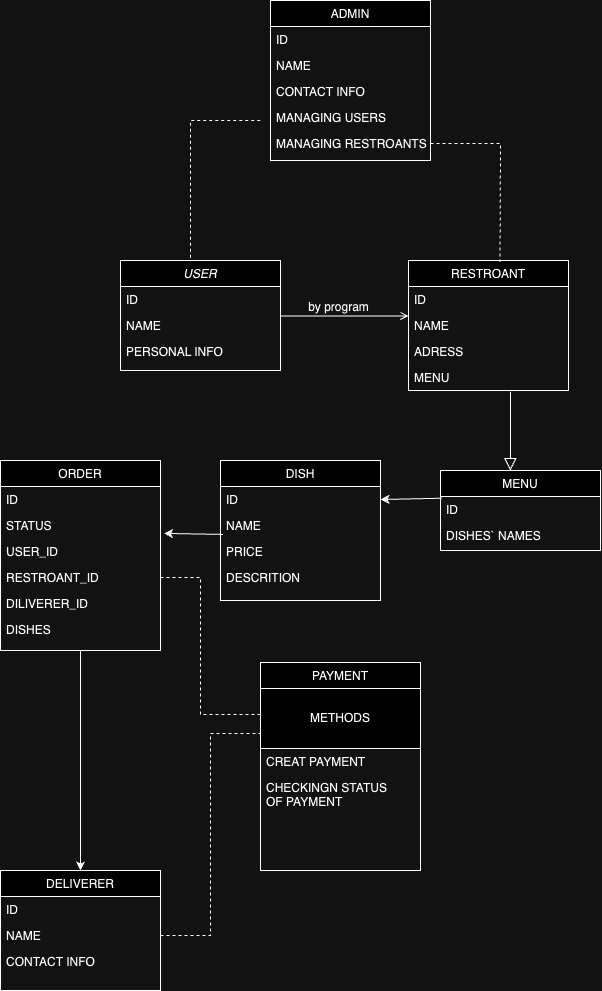 ADMIN
ID
NAME
CONTACT INFO
MANAGING USERS
MANAGING RESTROANTS
USER
ID
NAME
PERSONAL INFO
by program
RESTROANT
ID
NAME
ADRESS
MENU
ORDER
ID
STATUS
USER_ID
RESTROANT_ID
DILIVERER_ID
DISHES
DISH
ID
NAME
PRICE
DESCRITION
MENU
ID
DISHES` NAMES
PAYMENT
METHODS
CREAT PAYMENT
CHECKINGN STATUS
OF PAYMENT
DELIVERER
ID
NAME
CONTACT INFO